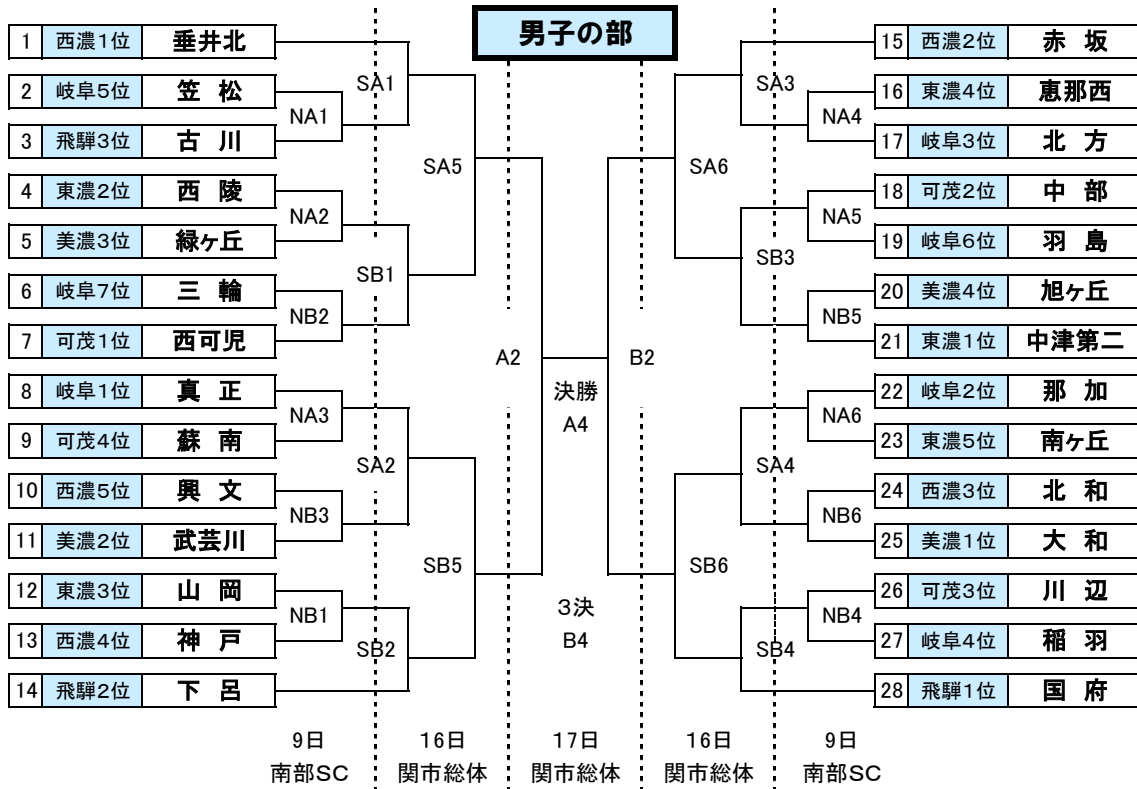 男子の部
1 西濃1位 垂井北
2 岐阜5位 笠 松
3 飛騨3位 古 川
4 東濃2位 西 陵
5 美濃3位 緑ヶ丘
6 岐阜7位 三 輪
7 可茂1位 西可児
8 岐阜1位 真 正
9 可茂4位 蘇 南
10 西濃5位 興 文
11 美濃2位 武芸川
12 東濃3位 山 岡
13 西濃4位 神 戸
14 飛騨2位 下 呂
NA1
NA2
NB2
NA3
NB3
NB1
SA1
SB1
SA2
SB2
SA5
SB5
A2
決勝
A4
3決
B4
B2
SA6
SB6
SA3
SB3
SA4
SB4
NA4
NA5
NB5
NA6
NB6
NB4
15 西濃2位 赤 坂
16 東濃4位 恵那西
17 岐阜3位 北 方
18 可茂2位 中 部
19 岐阜6位 羽 島
20 美濃4位 旭ヶ丘
21 東濃1位 中津第二
22 岐阜2位 那 加
23 東濃5位 南ヶ丘
24 西濃3位 北 和
25 美濃1位 大 和
26 可茂3位 川 辺
27 岐阜4位 稲 羽
28 飛騨1位 国 府
9日 16日 17日 16日 9日
南部SC 関市総体 関市総体 関市総体 南部SC